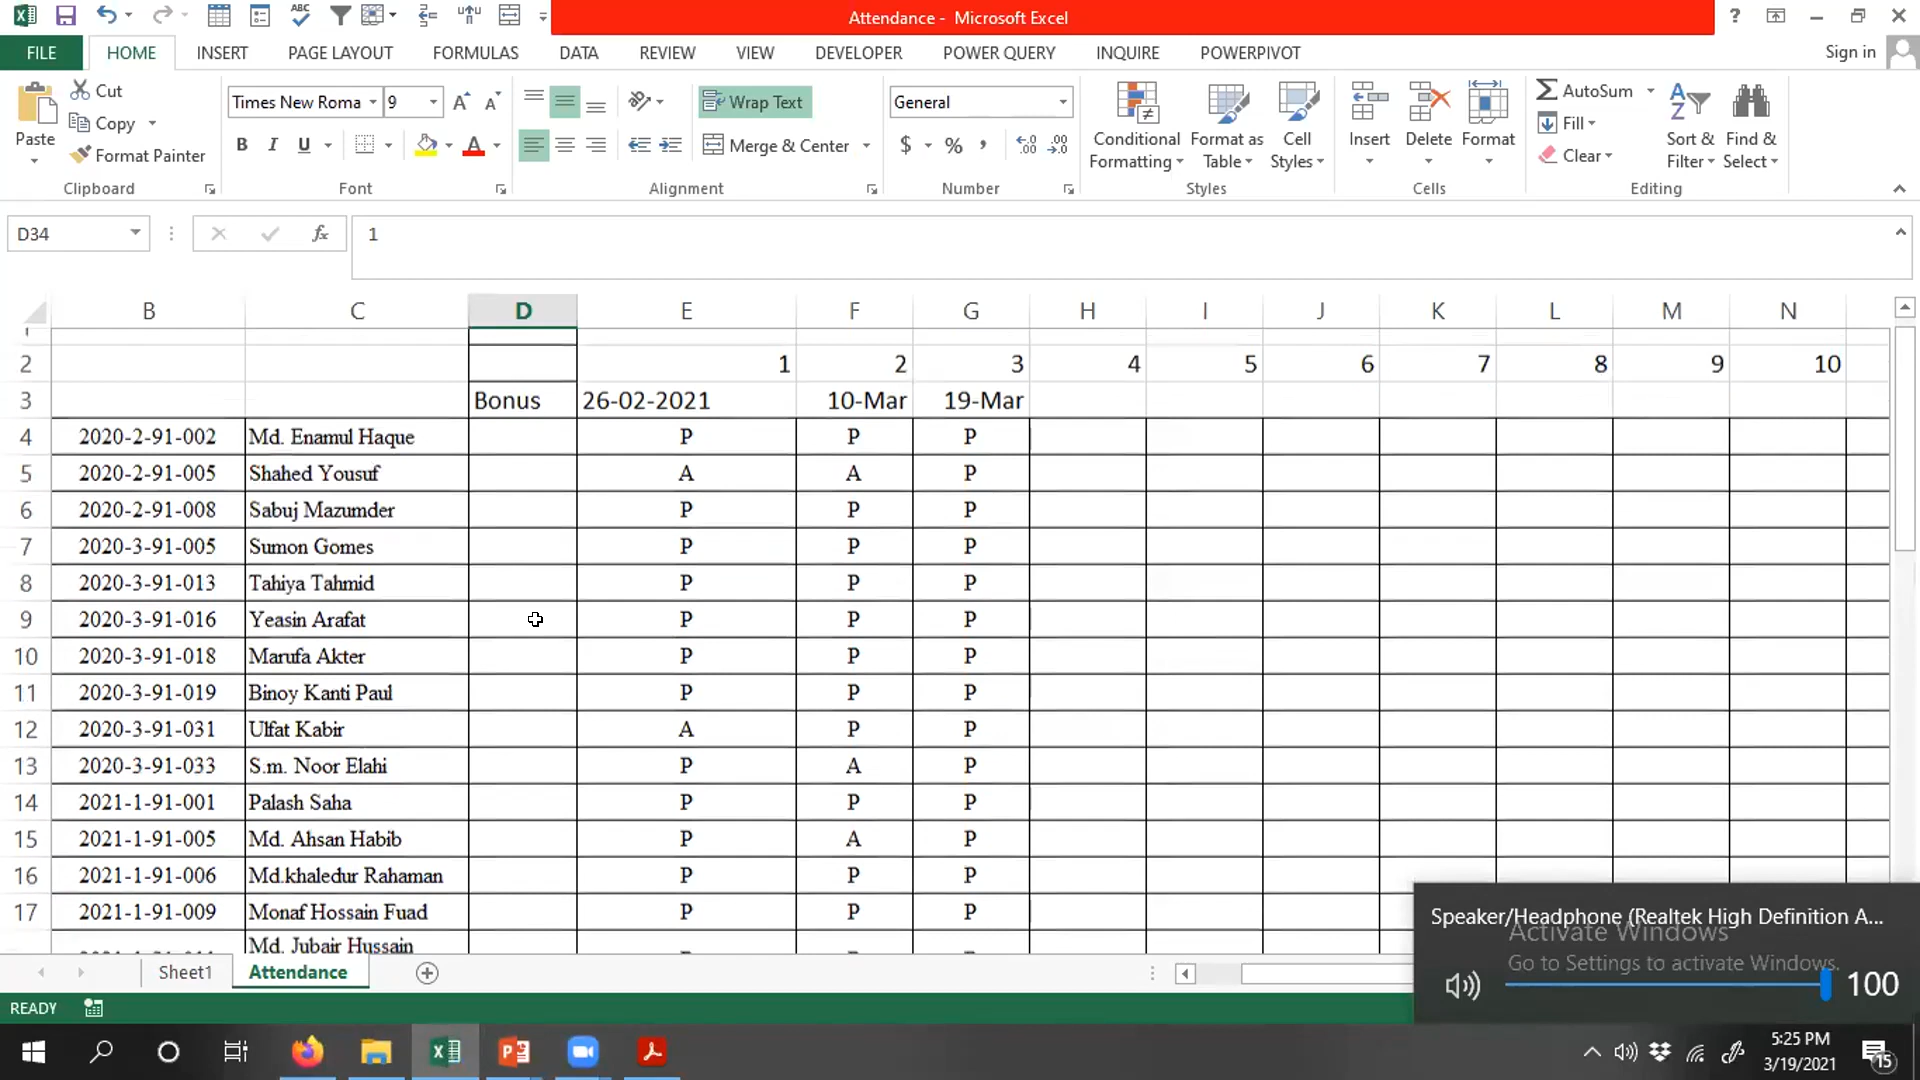 Attendance - Microsoft Excel
?
FILE HOME INSERT PAGE LAYOUT FORMULAS DATA REVIEW VIEW DEVELOPER POWER QUERY INQUIRE POWERPIVOT Sign in
Paste Cut Copy Format Painter
Clipboard
Times New Roma 9
B I U
Font
Wrap Text
Merge & Center
Alignment
General
$ % ,
Number
Conditional Formatting
Format as Table
Cell Styles
Styles
Insert Delete Format
Cells
AutoSum
Fill
Clear
Sort & Filter
Find & Select
Editing
D34 fx 1
B C D E F G H I J K L M N
2 1 2 3 4 5 6 7 8 9 10
3 Bonus 26-02-2021 10-Mar 19-Mar
4 2020-2-91-002 Md. Enamul Haque P P P
5 2020-2-91-005 Shahed Yousuf A A P
6 2020-2-91-008 Sabuj Mazumder P P P
7 2020-3-91-005 Sumon Gomes P P P
8 2020-3-91-013 Tahiya Tahmid P P P
9 2020-3-91-016 Yeasin Arafat P P P
10 2020-3-91-018 Marufa Akter P P P
11 2020-3-91-019 Binoy Kanti Paul P P P
12 2020-3-91-031 Ulfat Kabir A P P
13 2020-3-91-033 S.m. Noor Elahi P A P
14 2021-1-91-001 Palash Saha P P P
15 2021-1-91-005 Md. Ahsan Habib P A P
16 2021-1-91-006 Md.khaledur Rahaman P P P
17 2021-1-91-009 Monaf Hossain Fuad P P P
Md. Jubair Hussain
Speaker/Headphone (Realtek High Definition A...
Activate Windows
Go to Settings to activate Windows.
100
Sheet1 Attendance
READY
5:25 PM
3/19/2021
15